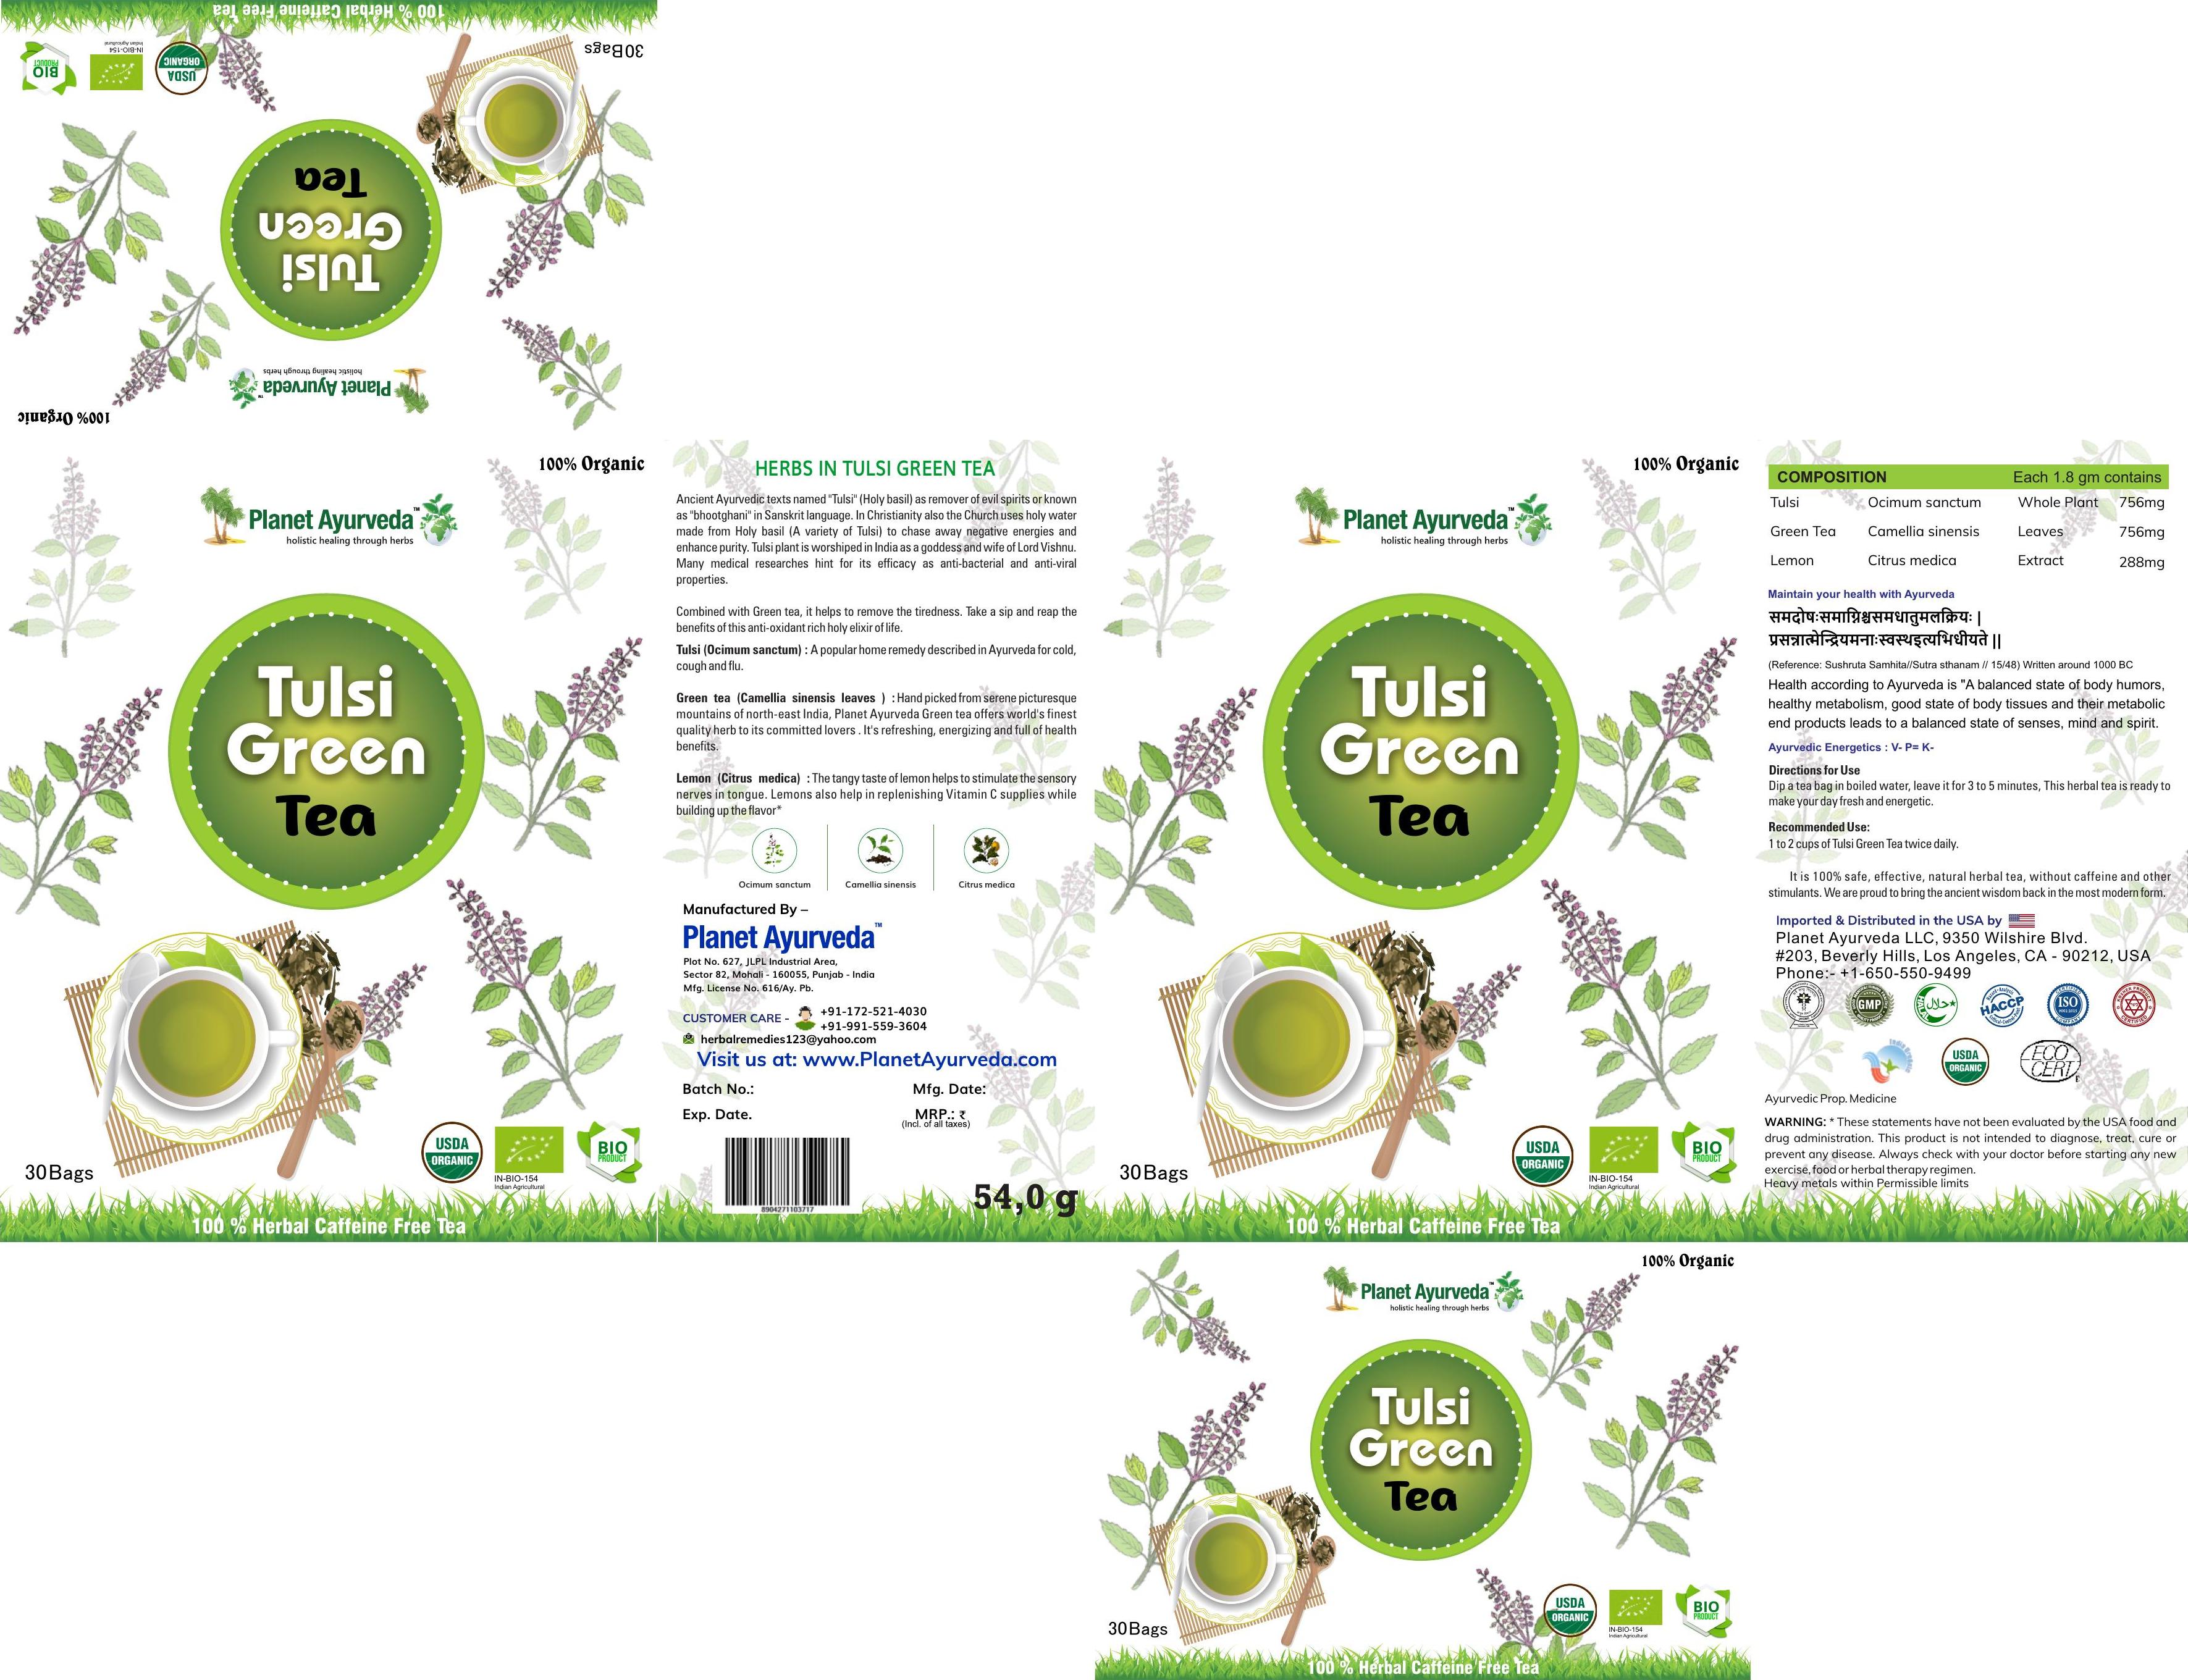 100 % Herbal Caffeine Free Tea
30Bags
USDA
ORGANIC
IN-BIO-154
Indian Agricultural
BIO
PRODUCT
Tulsi
Green
Tea
Planet Ayurveda™
holistic healing through herbs
100% Organic
100% Organic
Planet Ayurveda™
holistic healing through herbs
Tulsi
Green
Tea
30Bags
USDA
ORGANIC
IN-BIO-154
Indian Agricultural
BIO
PRODUCT
100 % Herbal Caffeine Free Tea
HERBS IN TULSI GREEN TEA
Ancient Ayurvedic texts named "Tulsi" (Holy basil) as remover of evil spirits or known
as "bhootghani" in Sanskrit language. In Christianity also the Church uses holy water
made from Holy basil (A variety of Tulsi) to chase away negative energies and
enhance purity. Tulsi plant is worshiped in India as a goddess and wife of Lord Vishnu.
Many medical researches hint for its efficacy as anti-bacterial and anti-viral
properties.
Combined with Green tea, it helps to remove the tiredness. Take a sip and reap the
benefits of this anti-oxidant rich holy elixir of life.
Tulsi (Ocimum sanctum) : A popular home remedy described in Ayurveda for cold,
cough and flu.
Green tea (Camellia sinensis leaves ) : Hand picked from serene picturesque
mountains of north-east India, Planet Ayurveda Green tea offers world's finest
quality herb to its committed lovers . It's refreshing, energizing and full of health
benefits.
Lemon (Citrus medica) : The tangy taste of lemon helps to stimulate the sensory
nerves in tongue. Lemons also help in replenishing Vitamin C supplies while
building up the flavor*
Ocimum sanctum
Camellia sinensis
Citrus medica
Manufactured By –
Planet Ayurveda™
Plot No. 627, JLPL Industrial Area,
Sector 82, Mohali - 160055, Punjab - India
Mfg. License No. 616/Ay. Pb.
CUSTOMER CARE - +91-172-521-4030
+91-991-559-3604
herbalremedies123@yahoo.com
Visit us at: www.PlanetAyurveda.com
Batch No.: Mfg. Date:
Exp. Date. MRP.: ₹
(Incl. of all taxes)
8904271103717
54,0 g
100% Organic
Planet Ayurveda™
holistic healing through herbs
Tulsi
Green
Tea
30Bags
USDA
ORGANIC
IN-BIO-154
Indian Agricultural
BIO
PRODUCT
100 % Herbal Caffeine Free Tea
COMPOSITION Each 1.8 gm contains
Tulsi Ocimum sanctum Whole Plant 756mg
Green Tea Camellia sinensis Leaves 756mg
Lemon Citrus medica Extract 288mg
Maintain your health with Ayurveda
समदोषःसमाग्निश्चसमधातुमलक्रियः |
प्रसन्नात्मेन्द्रियमनाःस्वस्थइत्यभिधीयते ||
(Reference: Sushruta Samhita//Sutra sthanam // 15/48) Written around 1000 BC
Health according to Ayurveda is "A balanced state of body humors,
healthy metabolism, good state of body tissues and their metabolic
end products leads to a balanced state of senses, mind and spirit.
Ayurvedic Energetics : V- P= K-
Directions for Use
Dip a tea bag in boiled water, leave it for 3 to 5 minutes, This herbal tea is ready to
make your day fresh and energetic.
Recommended Use:
1 to 2 cups of Tulsi Green Tea twice daily.
It is 100% safe, effective, natural herbal tea, without caffeine and other
stimulants. We are proud to bring the ancient wisdom back in the most modern form.
Imported & Distributed in the USA by
Planet Ayurveda LLC, 9350 Wilshire Blvd.
#203, Beverly Hills, Los Angeles, CA - 90212, USA
Phone:- +1-650-550-9499
GMP
HACCP
ISO
USDA
ORGANIC
ECO
CERT
Ayurvedic Prop. Medicine
WARNING: * These statements have not been evaluated by the USA food and
drug administration. This product is not intended to diagnose, treat, cure or
prevent any disease. Always check with your doctor before starting any new
exercise, food or herbal therapy regimen.
Heavy metals within Permissible limits
100% Organic
Planet Ayurveda™
holistic healing through herbs
Tulsi
Green
Tea
30Bags
USDA
ORGANIC
IN-BIO-154
Indian Agricultural
BIO
PRODUCT
100 % Herbal Caffeine Free Tea